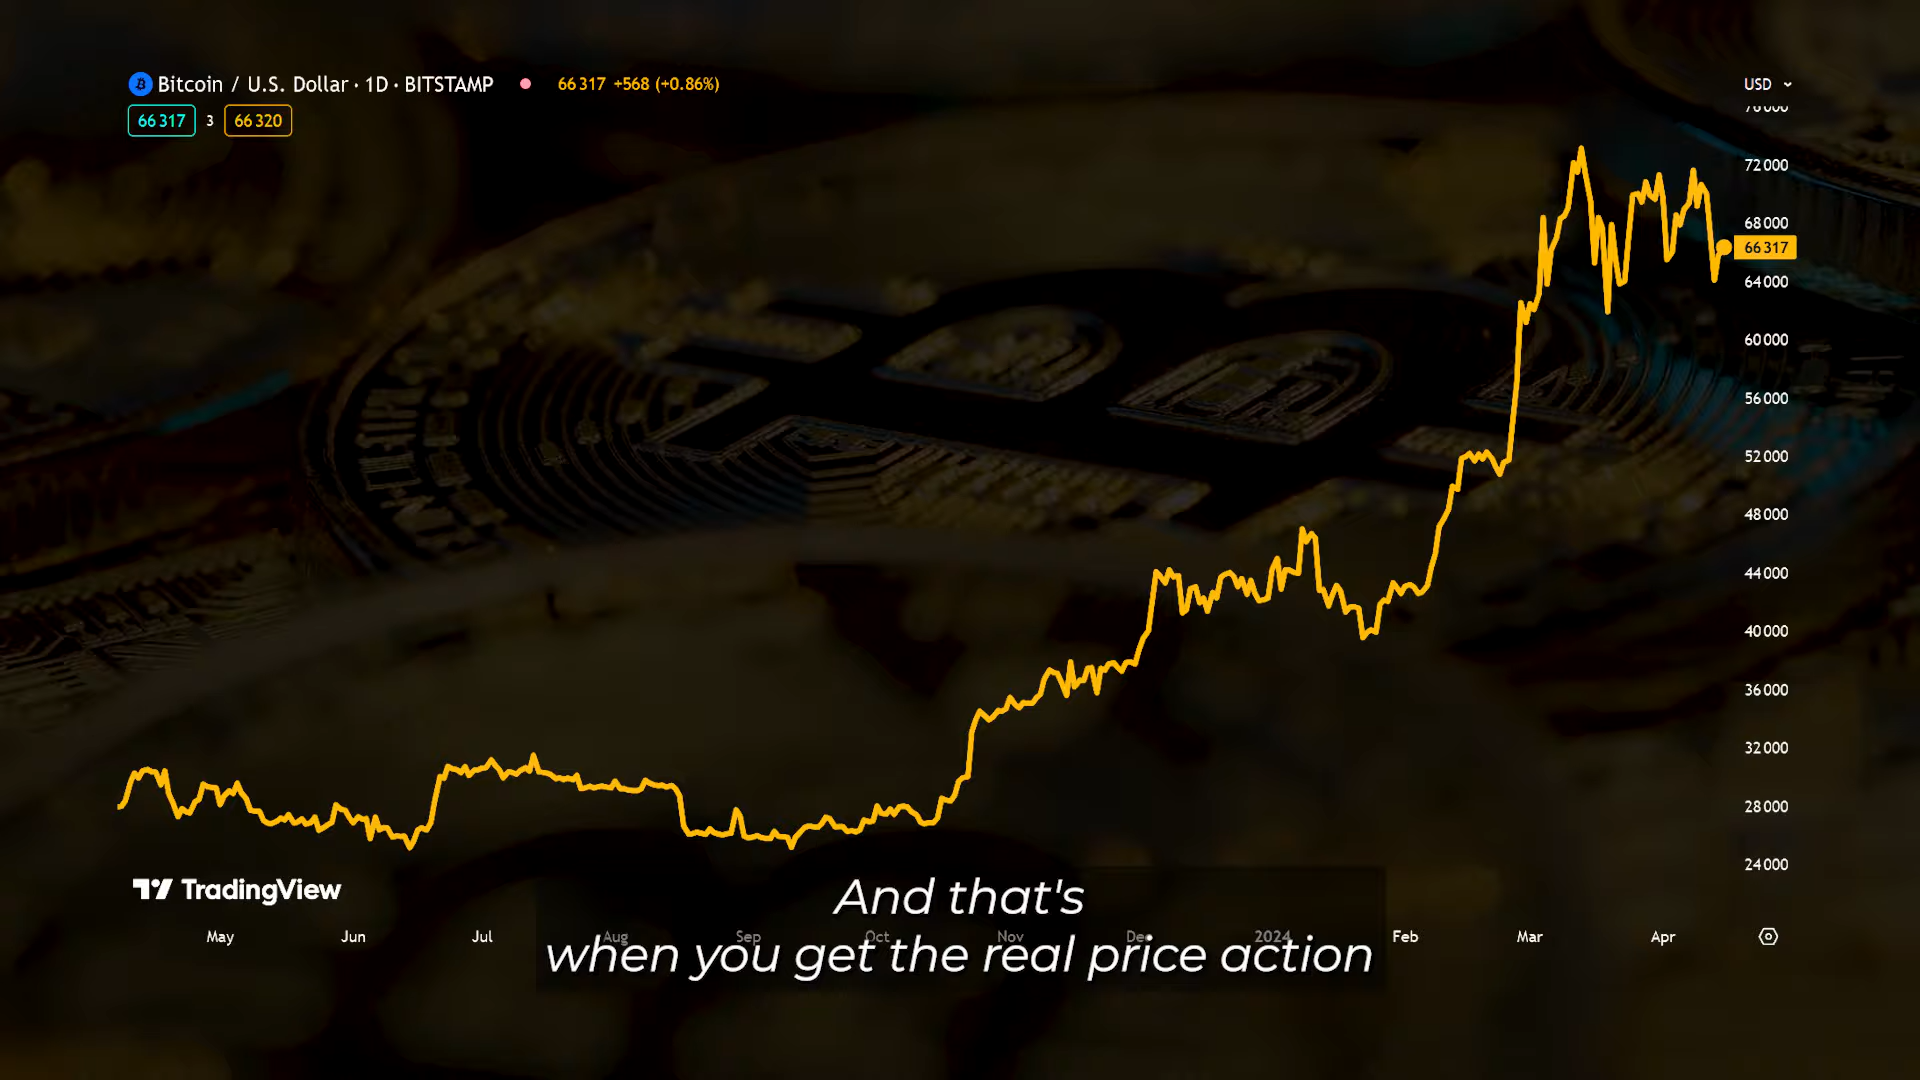 Bitcoin / U.S. Dollar · 1D · BITSTAMP 66 317 +568 (+0.86%)
USD
66 317 3 66 320
76 000
72 000
68 000
66 317
64 000
60 000
56 000
52 000
48 000
44 000
40 000
36 000
32 000
28 000
24 000
TradingView
May Jun Jul Aug Sep Oct Nov Dec 2024 Feb Mar Apr
And that's
when you get the real price action